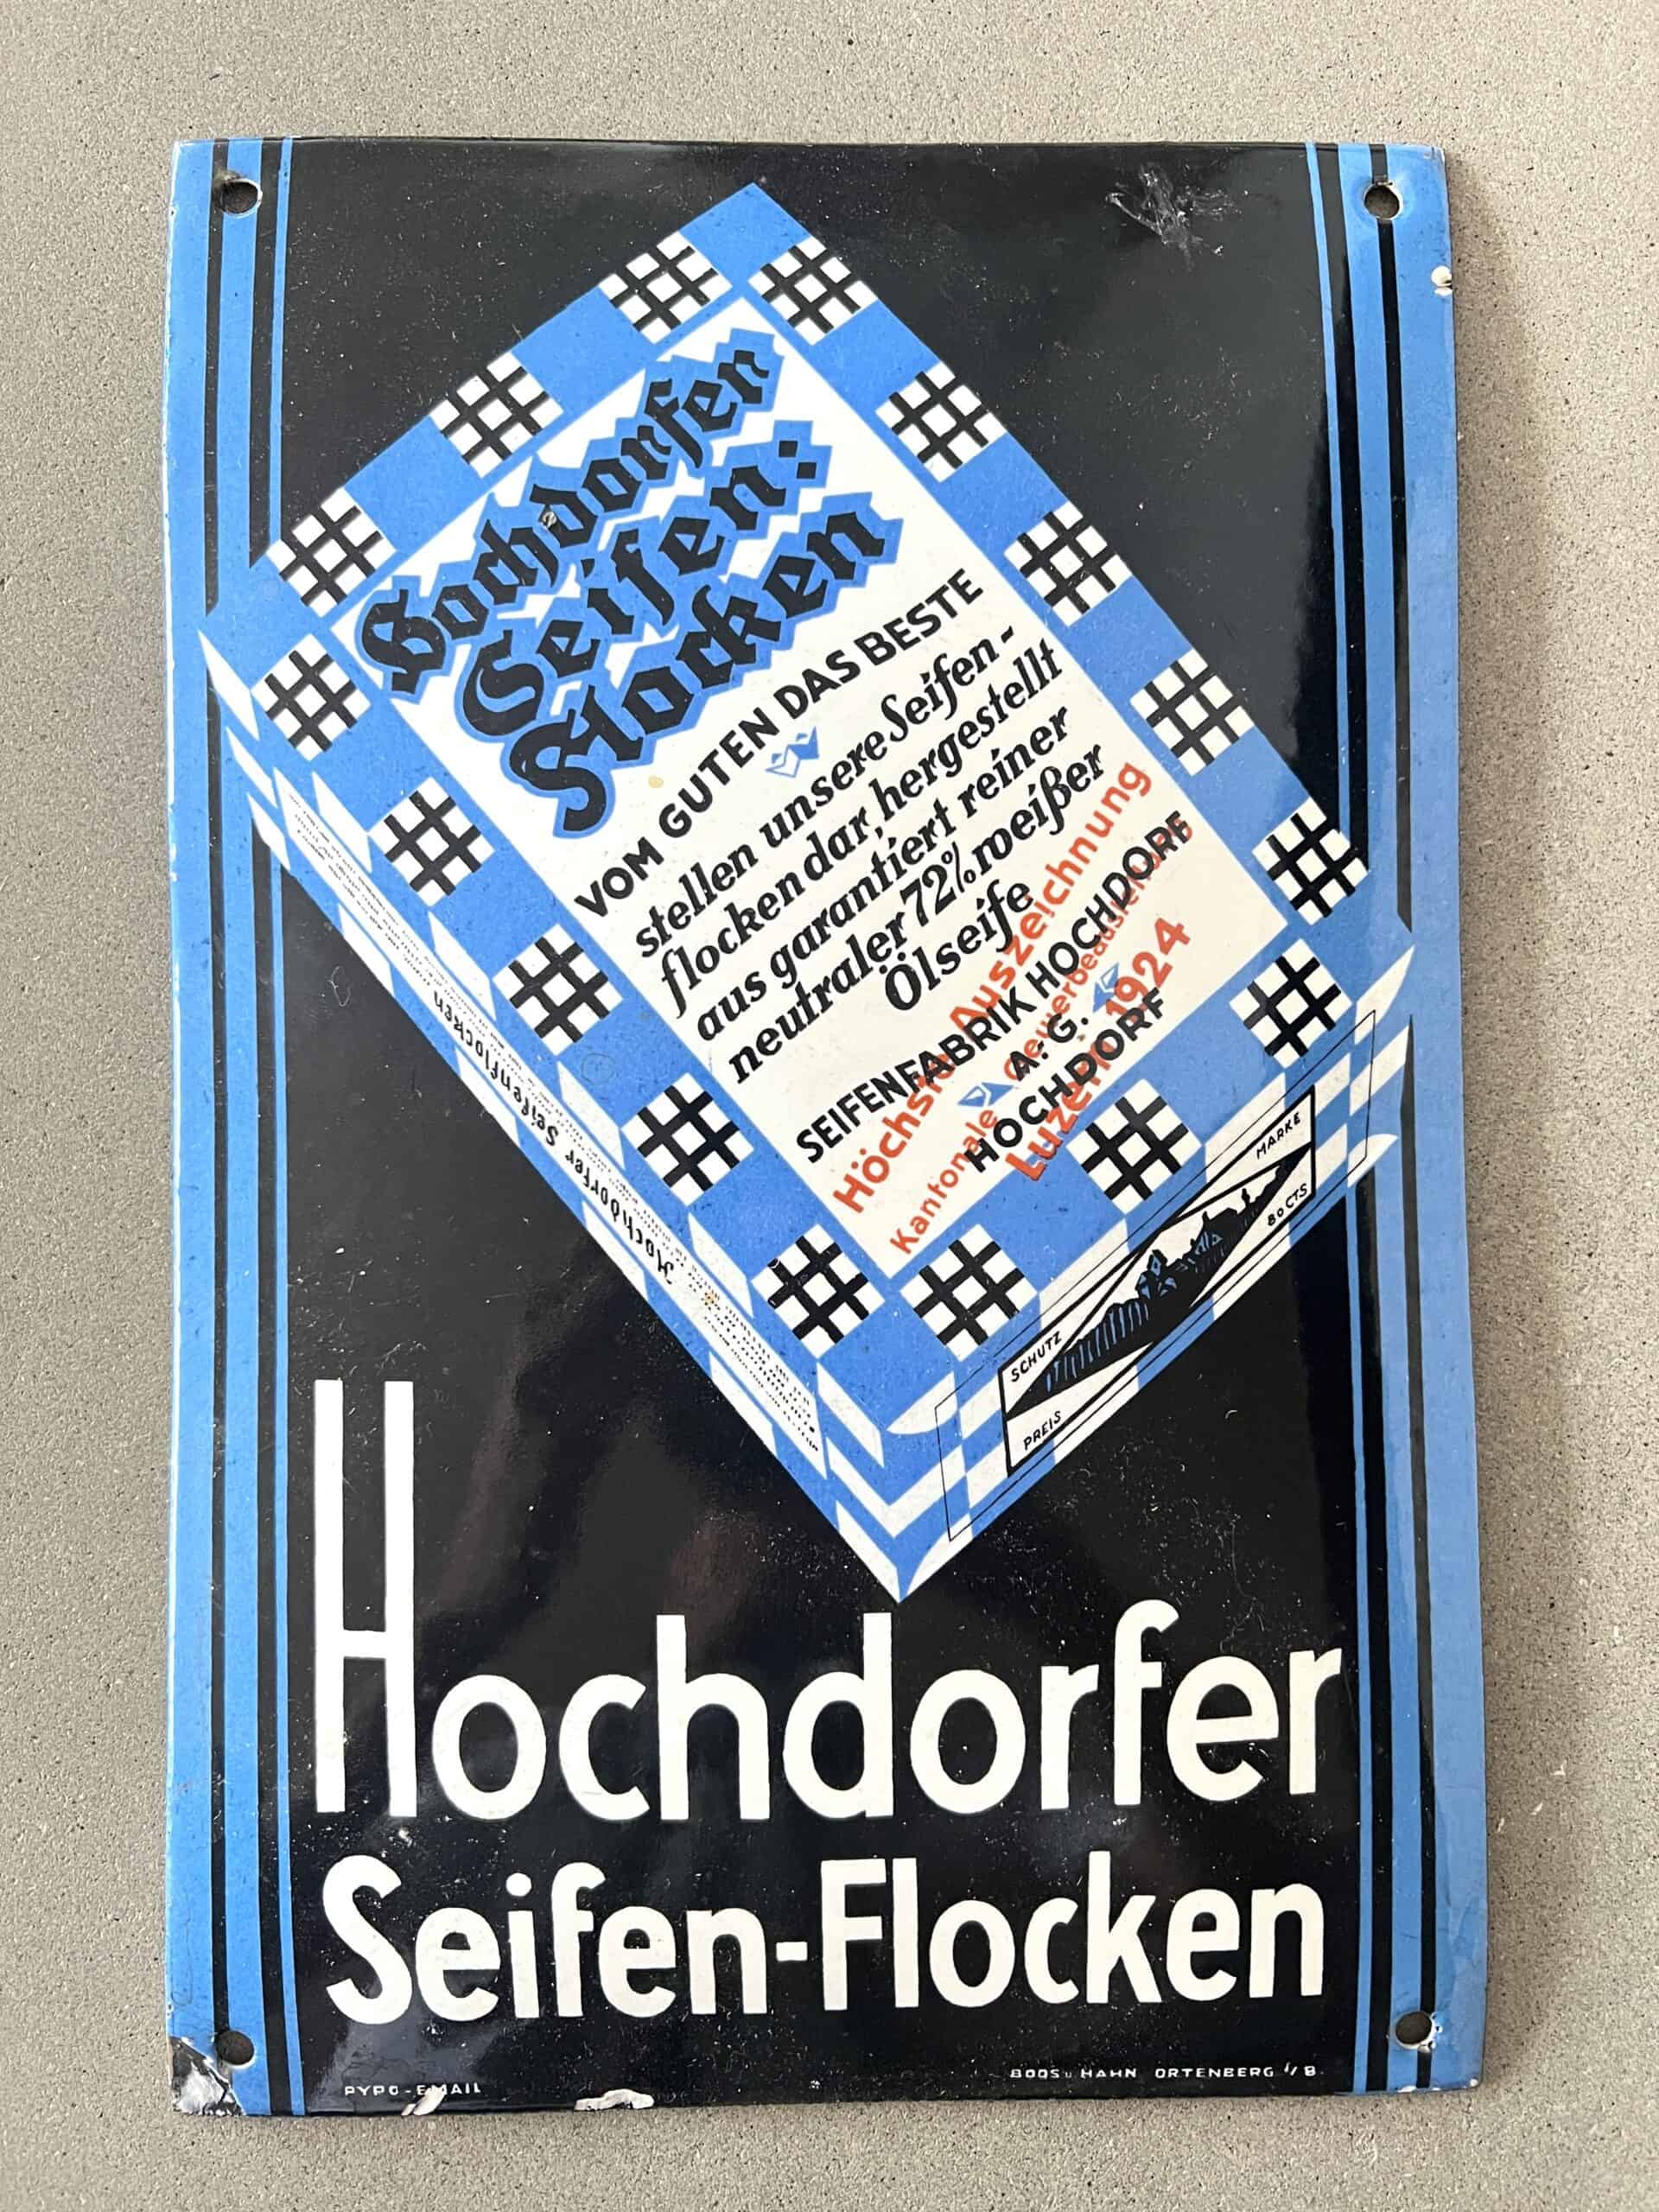 Hochdorfer
Seifen:
Flocken
VOM GUTEN DAS BESTE
stellen unsere Seifen-
flocken dar, hergestellt
aus garantiert reiner
neutraler 72% weißer
Ölseife
SEIFENFABRIK HOCHDORF
A.-G.
HOCHDORF
Höchste Auszeichnung
Kantonale Gewerbeausstellung
Luzern 1924
Hochdorfer Seifenflocken
SCHUTZ MARKE
PREIS 80 CTS
Hochdorfer
Seifen-Flocken
PYRO-EMAIL
BOOS u HAHN ORTENBERG i/B.